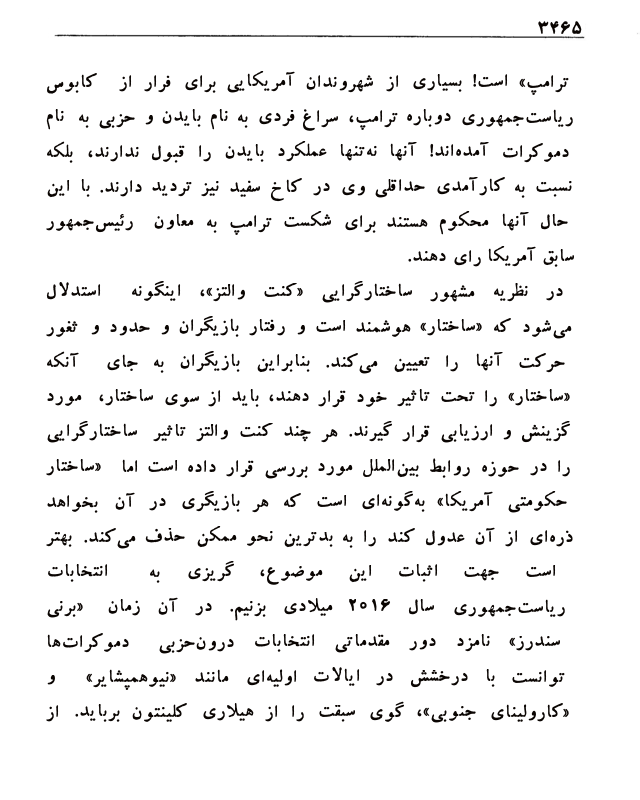 ۳۴۶۵
ترامپ» است! بسیاری از شهروندان آمریکایی برای فرار از کابوس
ریاست‌جمهوری دوباره ترامپ، سراغ فردی به نام بایدن و حزبی به نام
دموکرات آمده‌اند! آنها نه‌تنها عملکرد بایدن را قبول ندارند، بلکه
نسبت به کارآمدی حداقلی وی در کاخ سفید نیز تردید دارند. با این
حال آنها محکوم هستند برای شکست ترامپ به معاون رئیس‌جمهور
سابق آمریکا رای دهند.
در نظریه مشهور ساختارگرایی «کنت والتز»، اینگونه استدلال
می‌شود که «ساختار» هوشمند است و رفتار بازیگران و حدود و ثغور
حرکت آنها را تعیین می‌کند. بنابراین بازیگران به جای آنکه
«ساختار» را تحت تاثیر خود قرار دهند، باید از سوی ساختار، مورد
گزینش و ارزیابی قرار گیرند. هر چند کنت والتز تاثیر ساختارگرایی
را در حوزه روابط بین‌الملل مورد بررسی قرار داده است اما «ساختار
حکومتی آمریکا» به‌گونه‌ای است که هر بازیگری در آن بخواهد
ذره‌ای از آن عدول کند را به بدترین نحو ممکن حذف می‌کند. بهتر
است جهت اثبات این موضوع، گریزی به انتخابات
ریاست‌جمهوری سال ۲۰۱۶ میلادی بزنیم. در آن زمان «برنی
سندرز» نامزد دور مقدماتی انتخابات درون‌حزبی دموکرات‌ها
توانست با درخشش در ایالات اولیه‌ای مانند «نیوهمپشایر» و
«کارولینای جنوبی»، گوی سبقت را از هیلاری کلینتون برباید. از